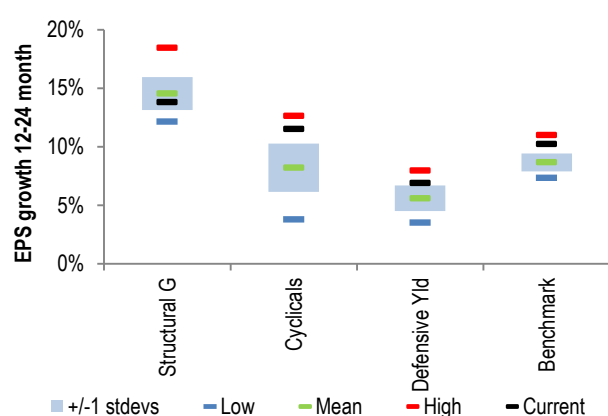 EPS growth 12-24 month
20%
15%
10%
5%
0%
Structural G
Cyclicals
Defensive Yld
Benchmark
+/-1 stdevs Low Mean High Current